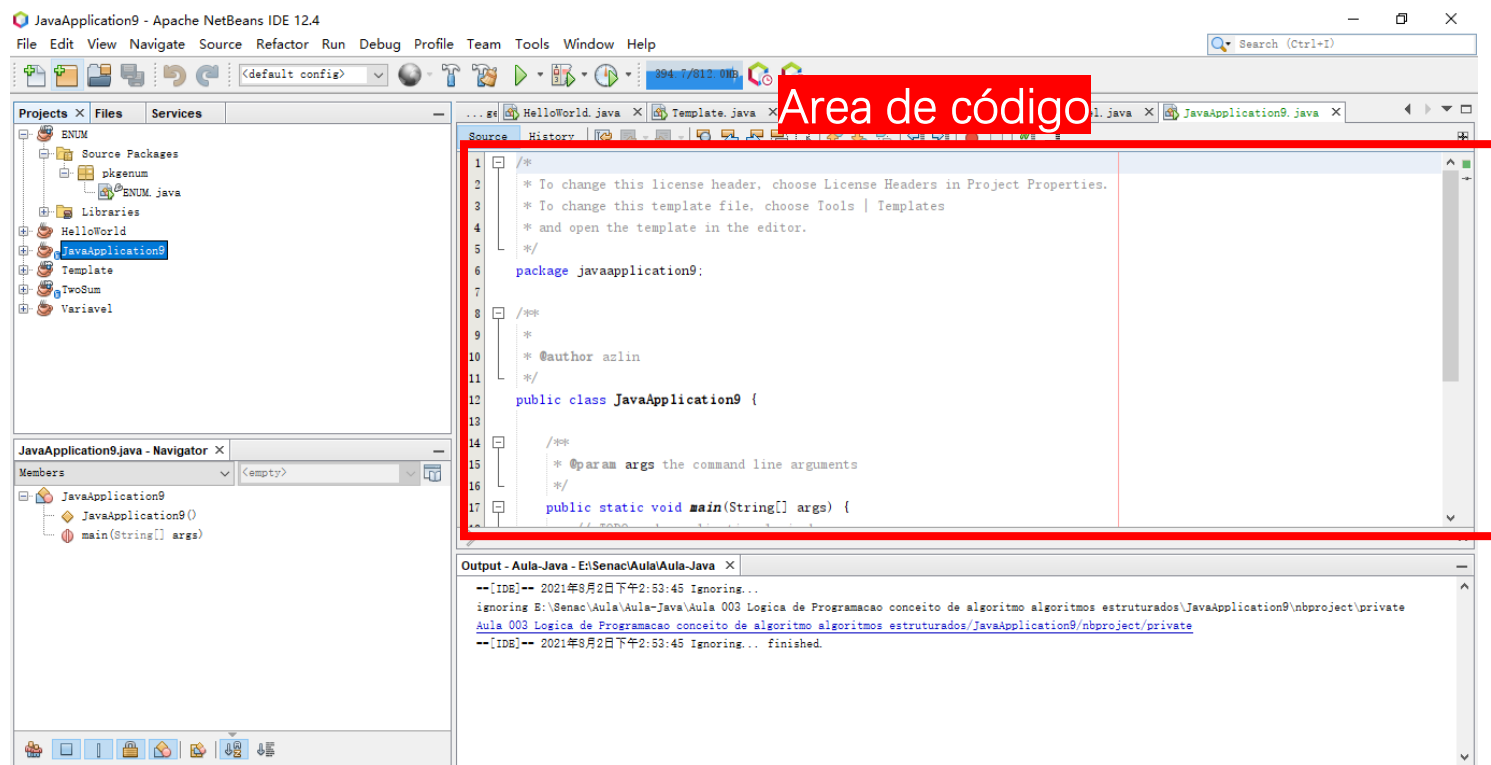 JavaApplication9 - Apache NetBeans IDE 12.4
File Edit View Navigate Source Refactor Run Debug Profile Team Tools Window Help
Search (Ctrl+I)
<default config>
394.7/812.0MB
Projects Files Services
ENUM
Source Packages
pkgenum
ENUM.java
Libraries
HelloWorld
JavaApplication9
Template
TwoSum
Variavel
JavaApplication9.java - Navigator
Members
<empty>
JavaApplication9
JavaApplication9()
main(String[] args)
Area de código
HelloWorld.java Template.java JavaApplication9.java
Source History
1 /*
2 * To change this license header, choose License Headers in Project Properties.
3 * To change this template file, choose Tools | Templates
4 * and open the template in the editor.
5 */
6 package javaapplication9;
7
8 /**
9 *
10 * @author azlin
11 */
12 public class JavaApplication9 {
13
14 /**
15 * @param args the command line arguments
16 */
17 public static void main(String[] args) {
Output - Aula-Java - E:\Senac\Aula\Aula-Java
==[IDE]== 2021年8月2日下午2:53:45 Ignoring...
ignoring E:\Senac\Aula\Aula-Java\Aula 003 Logica de Programacao conceito de algoritmo algoritmos estruturados\JavaApplication9\nbproject\private
Aula 003 Logica de Programacao conceito de algoritmo algoritmos estruturados/JavaApplication9/nbproject/private
==[IDE]== 2021年8月2日下午2:53:45 Ignoring... finished.